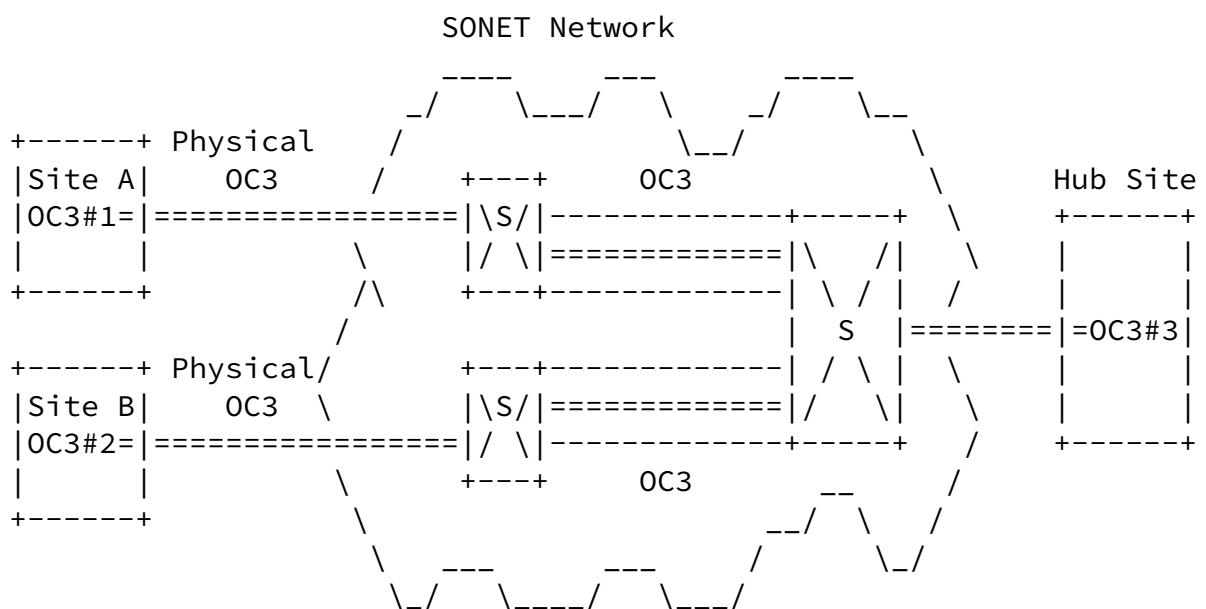 SONET Network
+------+ Physical
|Site A| OC3 +---+ OC3 Hub Site
|OC3#1=|=================|\S/|-------------+-----+ +------+
S =OC3#3
+------+ Physical
|Site B| OC3 |\S/|
|OC3#2=|
OC3